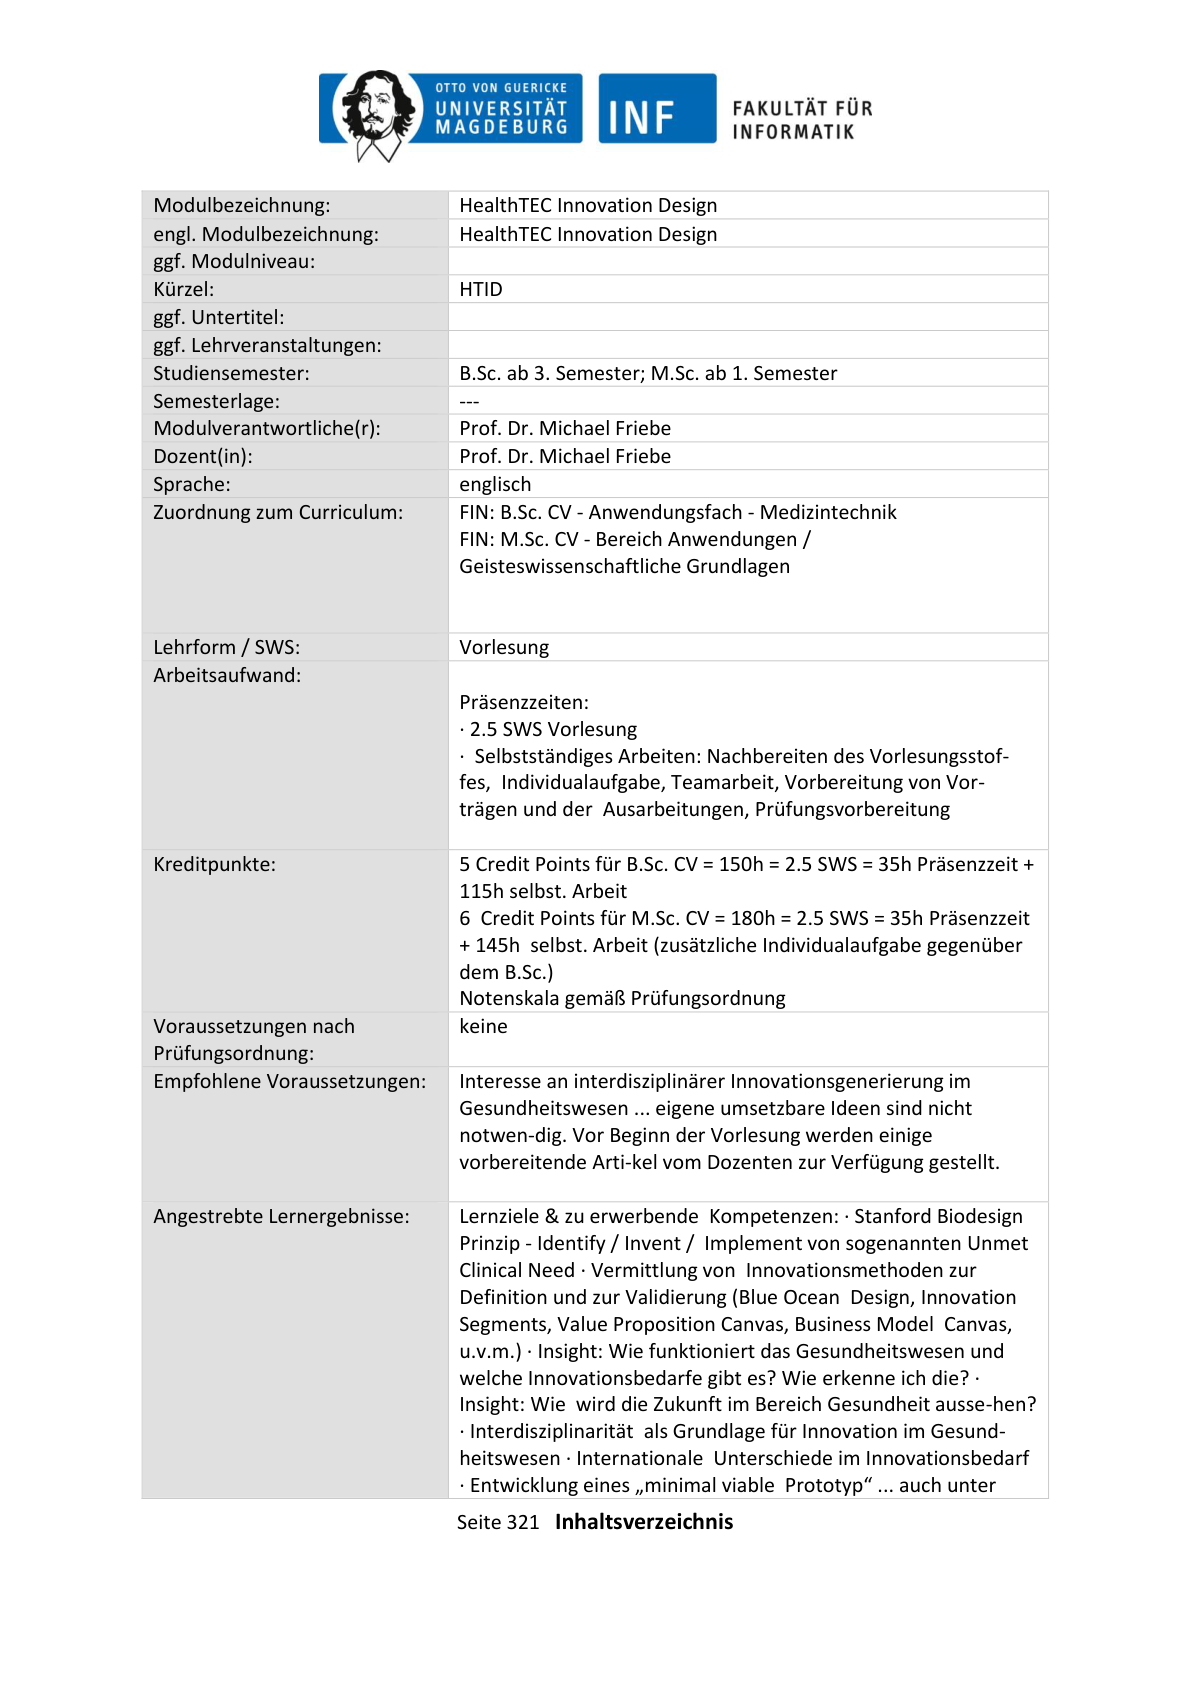 OTTO VON GUERICKE
UNIVERSITÄT
MAGDEBURG
INF
FAKULTÄT FÜR
INFORMATIK
Modulbezeichnung: HealthTEC Innovation Design
engl. Modulbezeichnung: HealthTEC Innovation Design
ggf. Modulniveau:
Kürzel: HTID
ggf. Untertitel:
ggf. Lehrveranstaltungen:
Studiensemester: B.Sc. ab 3. Semester; M.Sc. ab 1. Semester
Semesterlage: ---
Modulverantwortliche(r): Prof. Dr. Michael Friebe
Dozent(in): Prof. Dr. Michael Friebe
Sprache: englisch
Zuordnung zum Curriculum: FIN: B.Sc. CV - Anwendungsfach - Medizintechnik
FIN: M.Sc. CV - Bereich Anwendungen /
Geisteswissenschaftliche Grundlagen
Lehrform / SWS: Vorlesung
Arbeitsaufwand:
Präsenzzeiten:
· 2.5 SWS Vorlesung
· Selbstständiges Arbeiten: Nachbereiten des Vorlesungsstof-
fes, Individualaufgabe, Teamarbeit, Vorbereitung von Vor-
trägen und der Ausarbeitungen, Prüfungsvorbereitung
Kreditpunkte: 5 Credit Points für B.Sc. CV = 150h = 2.5 SWS = 35h Präsenzzeit +
115h selbst. Arbeit
6 Credit Points für M.Sc. CV = 180h = 2.5 SWS = 35h Präsenzzeit
+ 145h selbst. Arbeit (zusätzliche Individualaufgabe gegenüber
dem B.Sc.)
Notenskala gemäß Prüfungsordnung
Voraussetzungen nach keine
Prüfungsordnung:
Empfohlene Voraussetzungen: Interesse an interdisziplinärer Innovationsgenerierung im
Gesundheitswesen ... eigene umsetzbare Ideen sind nicht
notwen-dig. Vor Beginn der Vorlesung werden einige
vorbereitende Arti-kel vom Dozenten zur Verfügung gestellt.
Angestrebte Lernergebnisse: Lernziele & zu erwerbende Kompetenzen: · Stanford Biodesign
Prinzip - Identify / Invent / Implement von sogenannten Unmet
Clinical Need · Vermittlung von Innovationsmethoden zur
Definition und zur Validierung (Blue Ocean Design, Innovation
Segments, Value Proposition Canvas, Business Model Canvas,
u.v.m.) · Insight: Wie funktioniert das Gesundheitswesen und
welche Innovationsbedarfe gibt es? Wie erkenne ich die? ·
Insight: Wie wird die Zukunft im Bereich Gesundheit ausse-hen?
· Interdisziplinarität als Grundlage für Innovation im Gesund-
heitswesen · Internationale Unterschiede im Innovationsbedarf
· Entwicklung eines „minimal viable Prototyp“ ... auch unter
Seite 321 Inhaltsverzeichnis